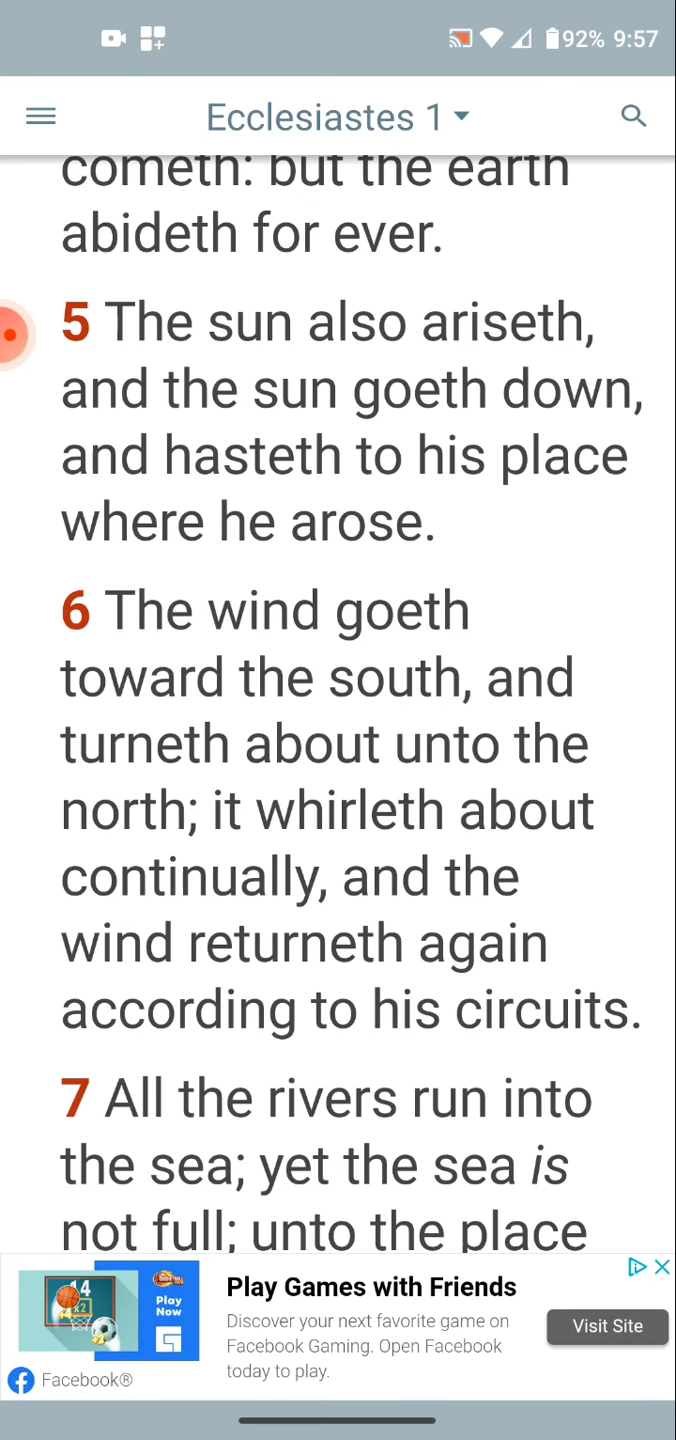 92% 9:57
Ecclesiastes 1
cometh: but the earth
abideth for ever.
5 The sun also ariseth,
and the sun goeth down,
and hasteth to his place
where he arose.
6 The wind goeth
toward the south, and
turneth about unto the
north; it whirleth about
continually, and the
wind returneth again
according to his circuits.
7 All the rivers run into
the sea; yet the sea is
not full; unto the place
14
x2
Play
Now
Play Games with Friends
Discover your next favorite game on
Facebook Gaming. Open Facebook
today to play.
Visit Site
Facebook®